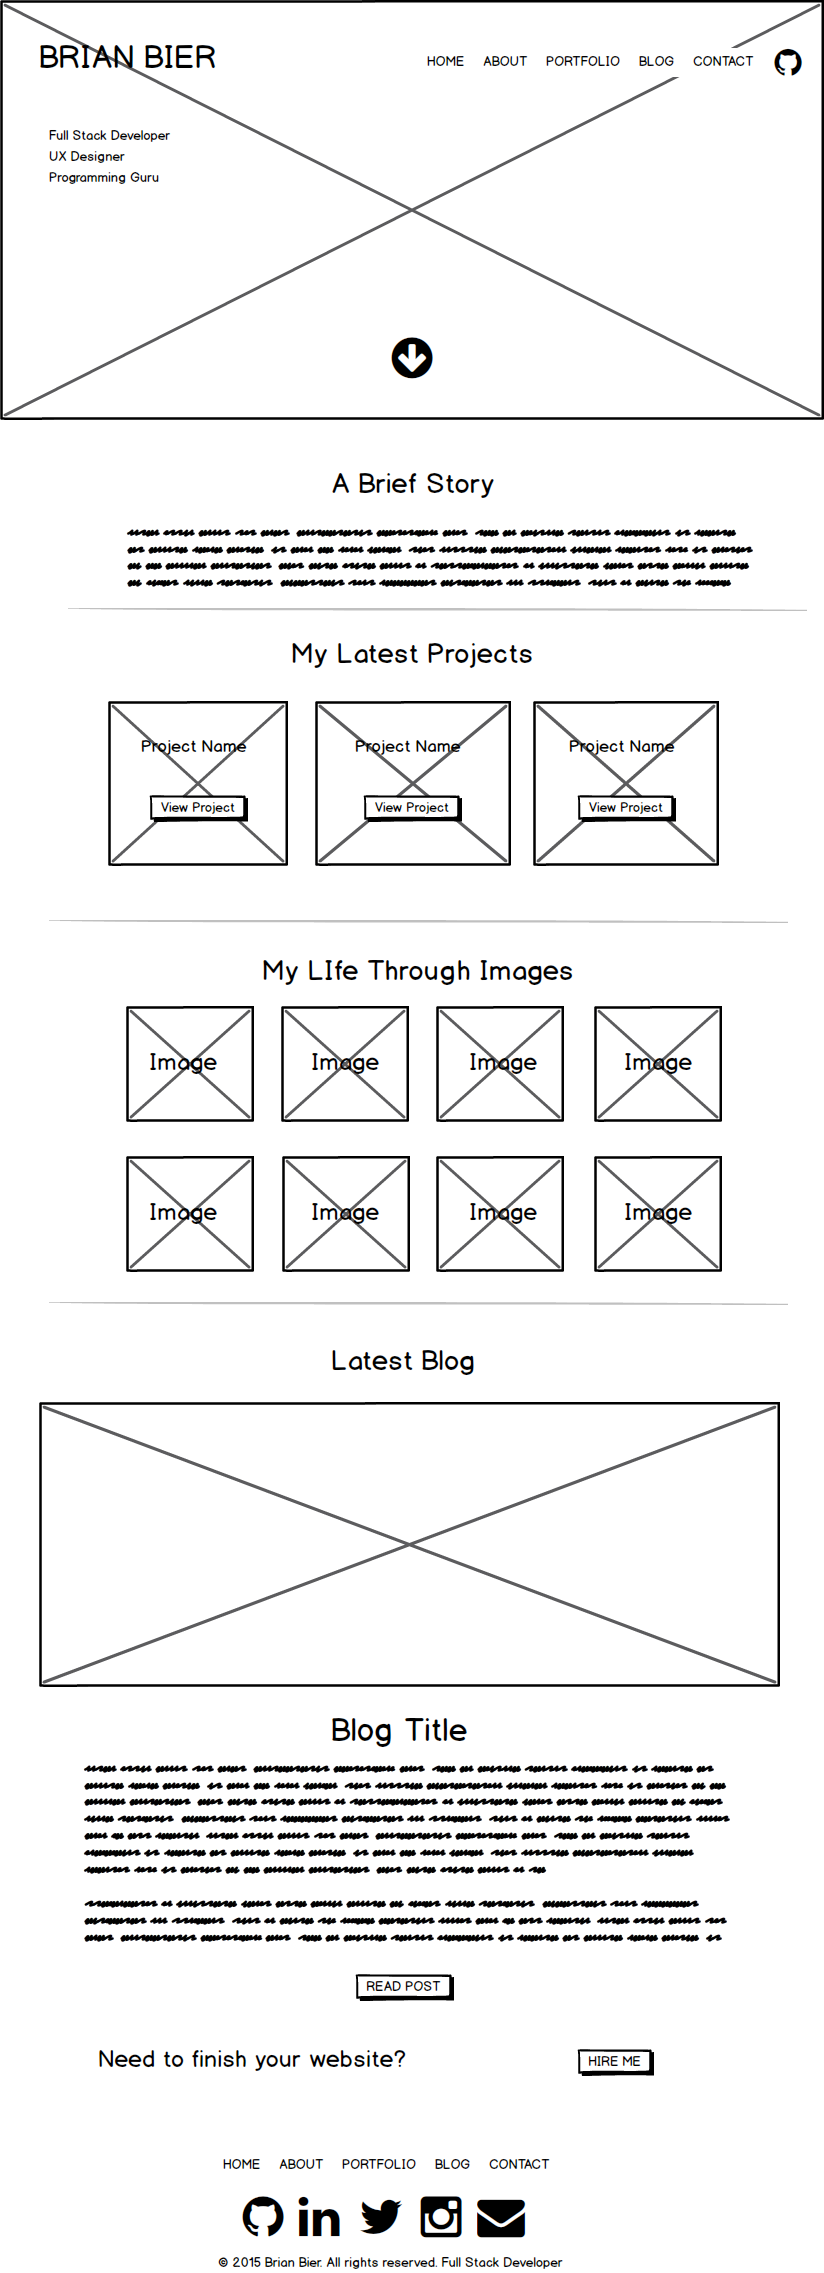 BRIAN BIER
HOME ABOUT PORTFOLIO BLOG CONTACT
Full Stack Developer
UX Designer
Programming Guru
A Brief Story
My Latest Projects
Project Name Project Name Project Name
View Project View Project View Project
My LIfe Through Images
Image Image Image Image
Image Image Image Image
Latest Blog
Blog Title
READ POST
Need to finish your website? HIRE ME
HOME ABOUT PORTFOLIO BLOG CONTACT
© 2015 Brian Bier. All rights reserved. Full Stack Developer